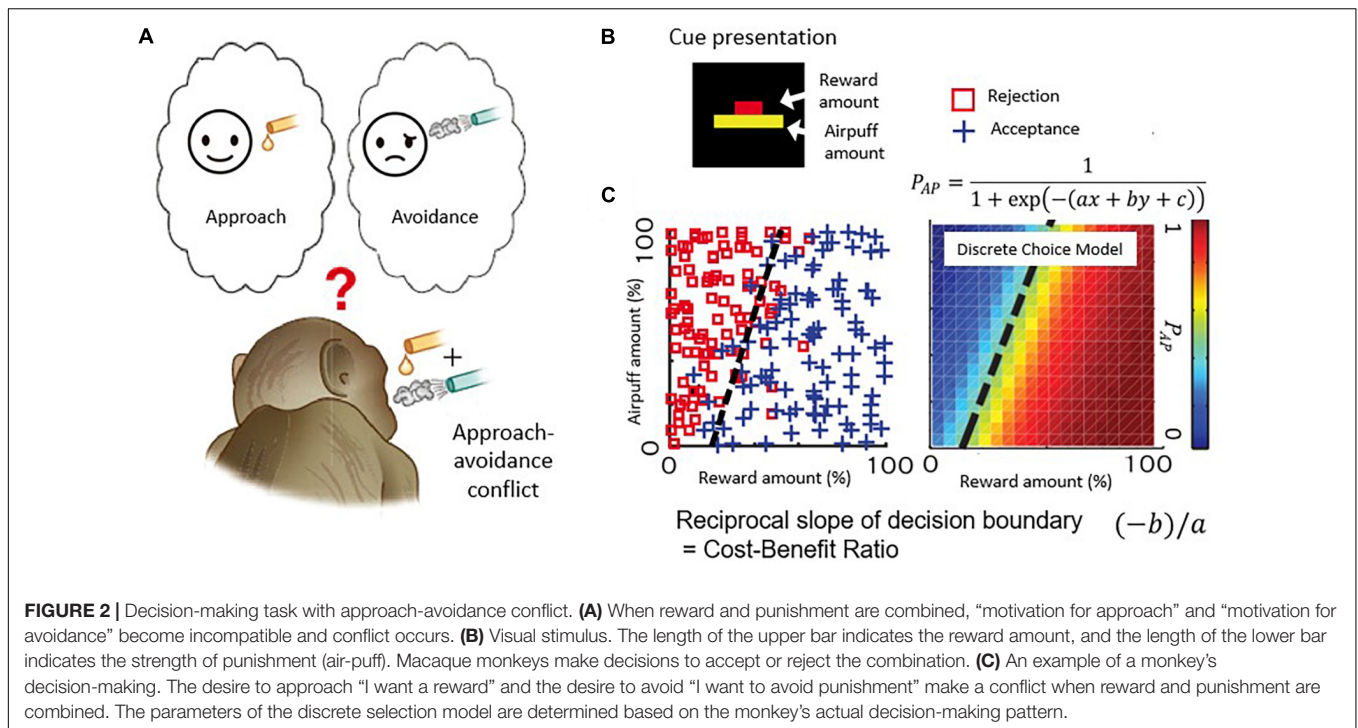 A
Approach
Avoidance
?
+
Approach-
avoidance
conflict
B
Cue presentation
Reward
amount
Airpuff
amount
Rejection
Acceptance
P_AP = 1 / (1 + exp(−(ax + by + c)))
C
Airpuff amount (%)
100
0
0
100
Reward amount (%)
Discrete Choice Model
0
100
Reward amount (%)
1
P_AP
0
Reciprocal slope of decision boundary (−b)/a
= Cost-Benefit Ratio
FIGURE 2 | Decision-making task with approach-avoidance conflict. (A) When reward and punishment are combined, “motivation for approach” and “motivation for
avoidance” become incompatible and conflict occurs. (B) Visual stimulus. The length of the upper bar indicates the reward amount, and the length of the lower bar
indicates the strength of punishment (air-puff). Macaque monkeys make decisions to accept or reject the combination. (C) An example of a monkey’s
decision-making. The desire to approach “I want a reward” and the desire to avoid “I want to avoid punishment” make a conflict when reward and punishment are
combined. The parameters of the discrete selection model are determined based on the monkey’s actual decision-making pattern.